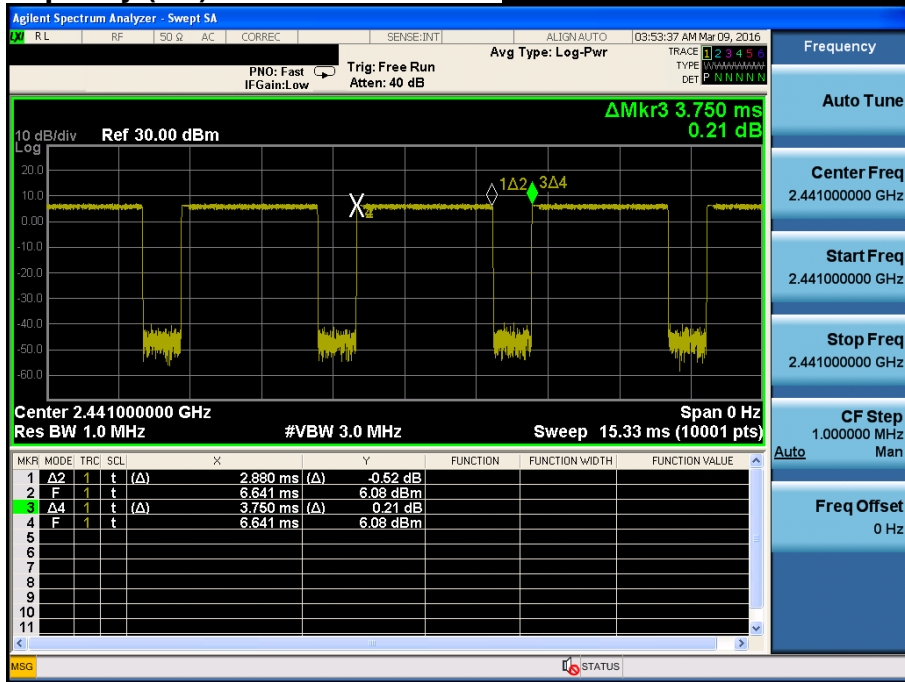 Agilent Spectrum Analyzer - Swept SA
LXI RL RF 50 Ω AC CORREC SENSE:INT ALIGN AUTO 03:53:37 AM Mar 09, 2016
Frequency
Avg Type: Log-Pwr
TRACE 1 2 3 4 5 6
TYPE
DET P N N N N N
PNO: Fast
IFGain:Low
Trig: Free Run
Atten: 40 dB
Auto Tune
ΔMkr3 3.750 ms
0.21 dB
10 dB/div Ref 30.00 dBm
Log
20.0
10.0
0.00
-10.0
-20.0
-30.0
-40.0
-50.0
-60.0
1Δ2
3Δ4
Center Freq
2.441000000 GHz
Start Freq
2.441000000 GHz
Stop Freq
2.441000000 GHz
Center 2.441000000 GHz Span 0 Hz
Res BW 1.0 MHz #VBW 3.0 MHz Sweep 15.33 ms (10001 pts)
CF Step
1.000000 MHz
Auto Man
MKR MODE TRC SCL X Y FUNCTION FUNCTION WIDTH FUNCTION VALUE
1 Δ2 1 t (Δ) 2.880 ms (Δ) -0.52 dB
2 F 1 t 6.641 ms 6.08 dBm
3 Δ4 1 t (Δ) 3.750 ms (Δ) 0.21 dB
4 F 1 t 6.641 ms 6.08 dBm
5
6
7
8
9
10
11
Freq Offset
0 Hz
MSG STATUS